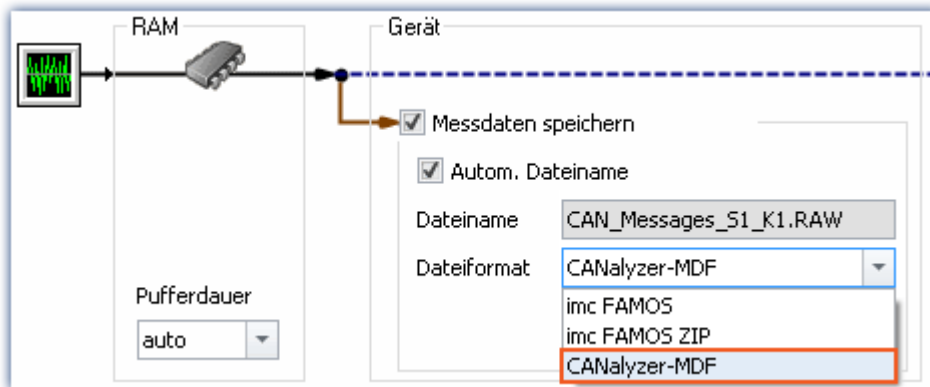 RAM
Gerät
Messdaten speichern
Autom. Dateiname
Dateiname CAN_Messages_S1_K1.RAW
Dateiformat CANalyzer-MDF
Pufferdauer
auto
imc FAMOS
imc FAMOS ZIP
CANalyzer-MDF